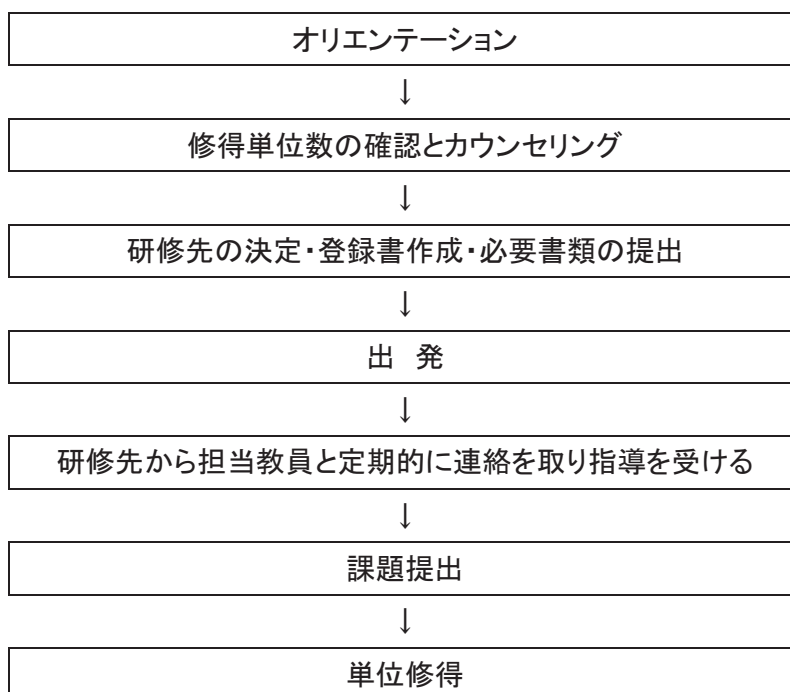 オリエンテーション
↓
修得単位数の確認とカウンセリング
↓
研修先の決定・登録書作成・必要書類の提出
↓
出　発
↓
研修先から担当教員と定期的に連絡を取り指導を受ける
↓
課題提出
↓
単位修得